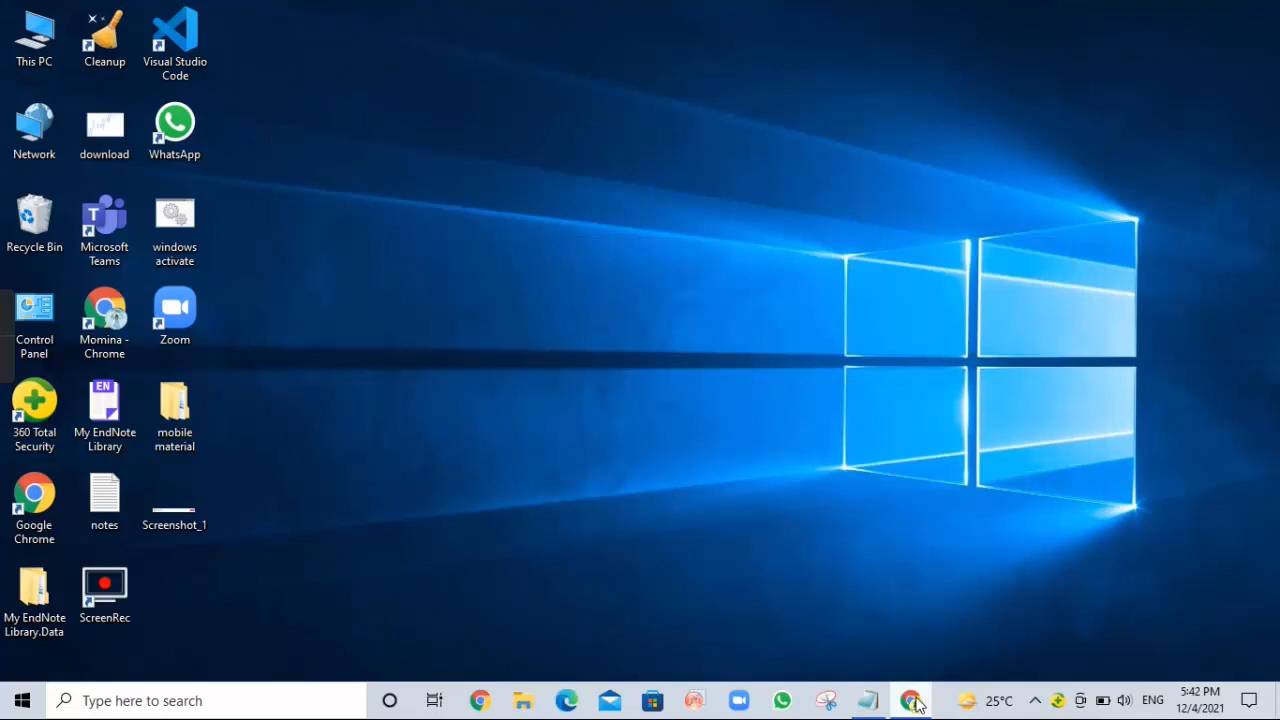 This PC
Cleanup
Visual Studio
Code
Network
download
WhatsApp
Recycle Bin
T
Microsoft
Teams
windows
activate
Control
Panel
Momina -
Chrome
Zoom
360 Total
Security
EN
My EndNote
Library
mobile
material
Google
Chrome
notes
Screenshot_1
My EndNote
Library.Data
ScreenRec
Type here to search
25°C
ENG
5:42 PM
12/4/2021